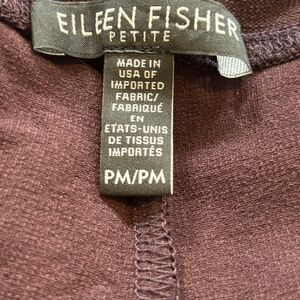 EILEEN FISHER
PETITE
MADE IN
USA OF
IMPORTED
FABRIC/
FABRIQUÉ
EN
ETATS-UNIS
DE TISSUS
IMPORTÉS
PM/PM